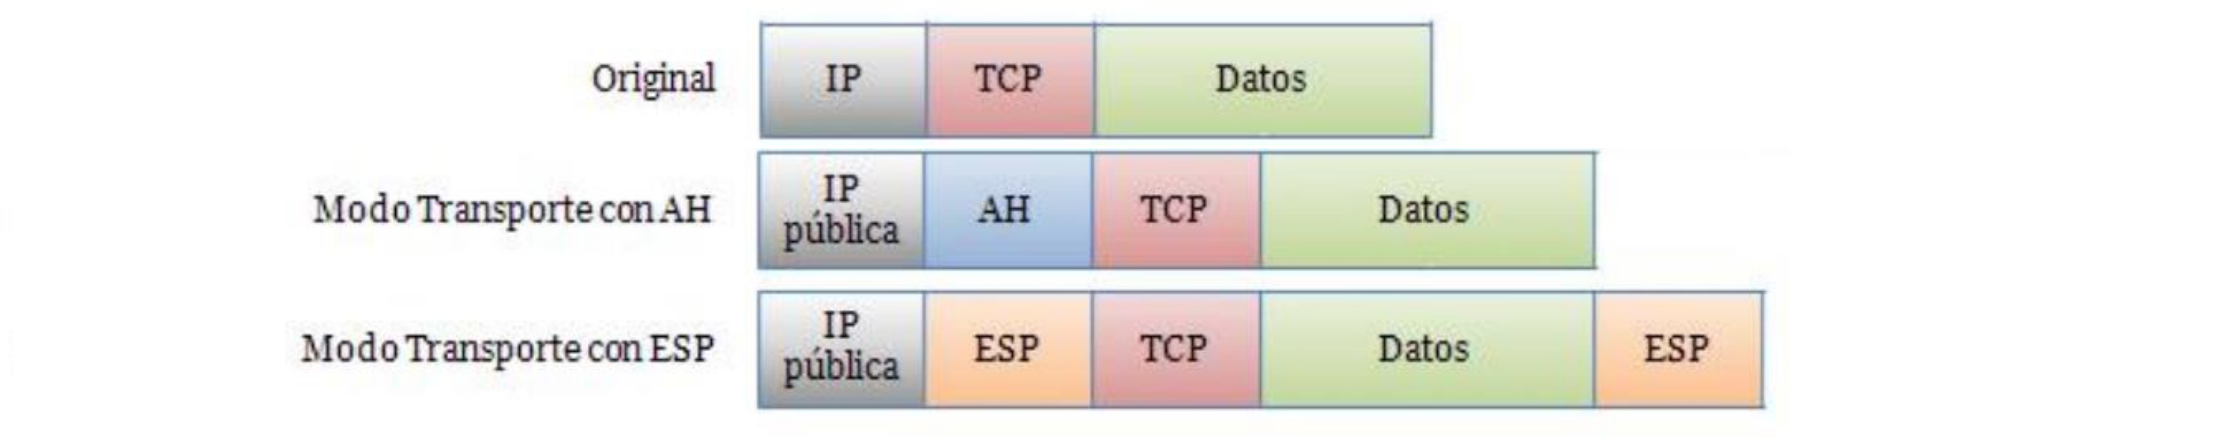 Original IP TCP Datos
Modo Transporte con AH IP pública AH TCP Datos
Modo Transporte con ESP IP pública ESP TCP Datos ESP